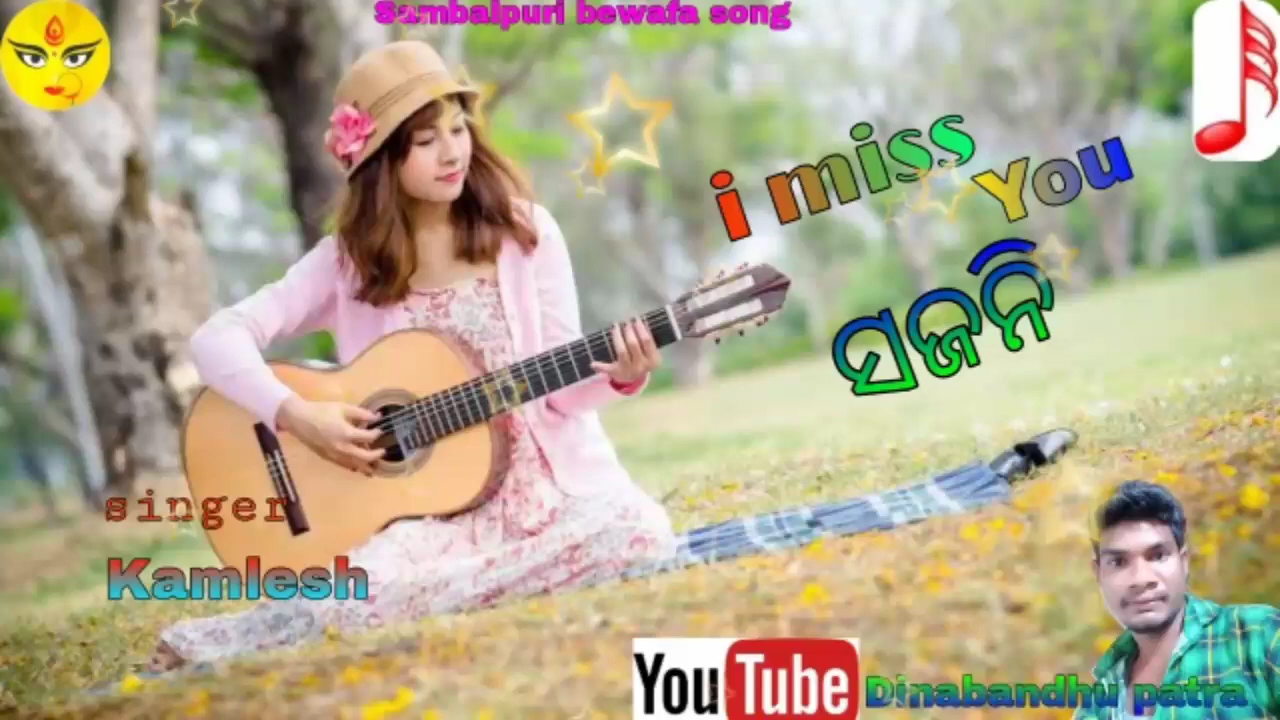 Sambalpuri bewafa song
i miss You
ସଜନି
singer
Kamlesh
YouTube Dinabandhu patra